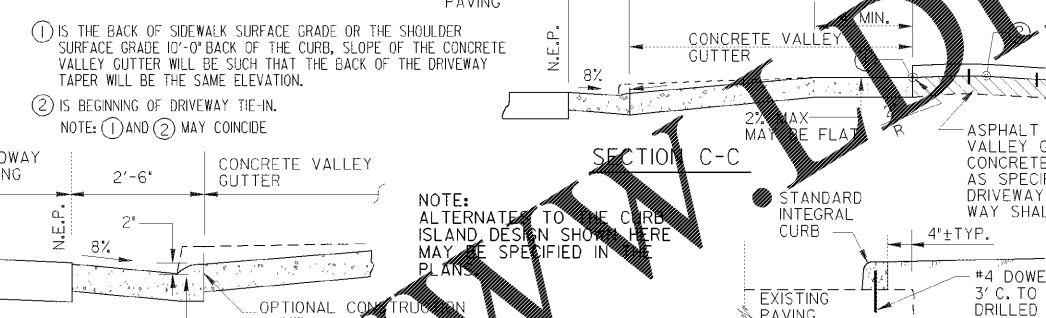 PAVING
① IS THE BACK OF SIDEWALK SURFACE GRADE OR THE SHOULDER
SURFACE GRADE 10'-0" BACK OF THE CURB, SLOPE OF THE CONCRETE
VALLEY GUTTER WILL BE SUCH THAT THE BACK OF THE DRIVEWAY
TAPER WILL BE THE SAME ELEVATION.
② IS BEGINNING OF DRIVEWAY TIE-IN.
NOTE: ① AND ② MAY COINCIDE
N.E.P.
4' MIN.
CONCRETE VALLEY
GUTTER
8%
2% MAX
MAY BE FLAT
R
SECTION C-C
ASPHALT
VALLEY G
CONCRETE
AS SPECI
DRIVEWAY
WAY SHAL
DWAY
NG
2'-6"
CONCRETE VALLEY
GUTTER
N.E.P.
2"
8%
OPTIONAL CONSTRUCTION
NOTE:
ALTERNATES TO THE CURB
ISLAND DESIGN SHOWN HERE
MAY BE SPECIFIED IN THE
PLANS.
STANDARD
INTEGRAL
CURB
4"±TYP.
EXISTING
PAVING
#4 DOWE
3' C. TO
DRILLED
WWW.LD